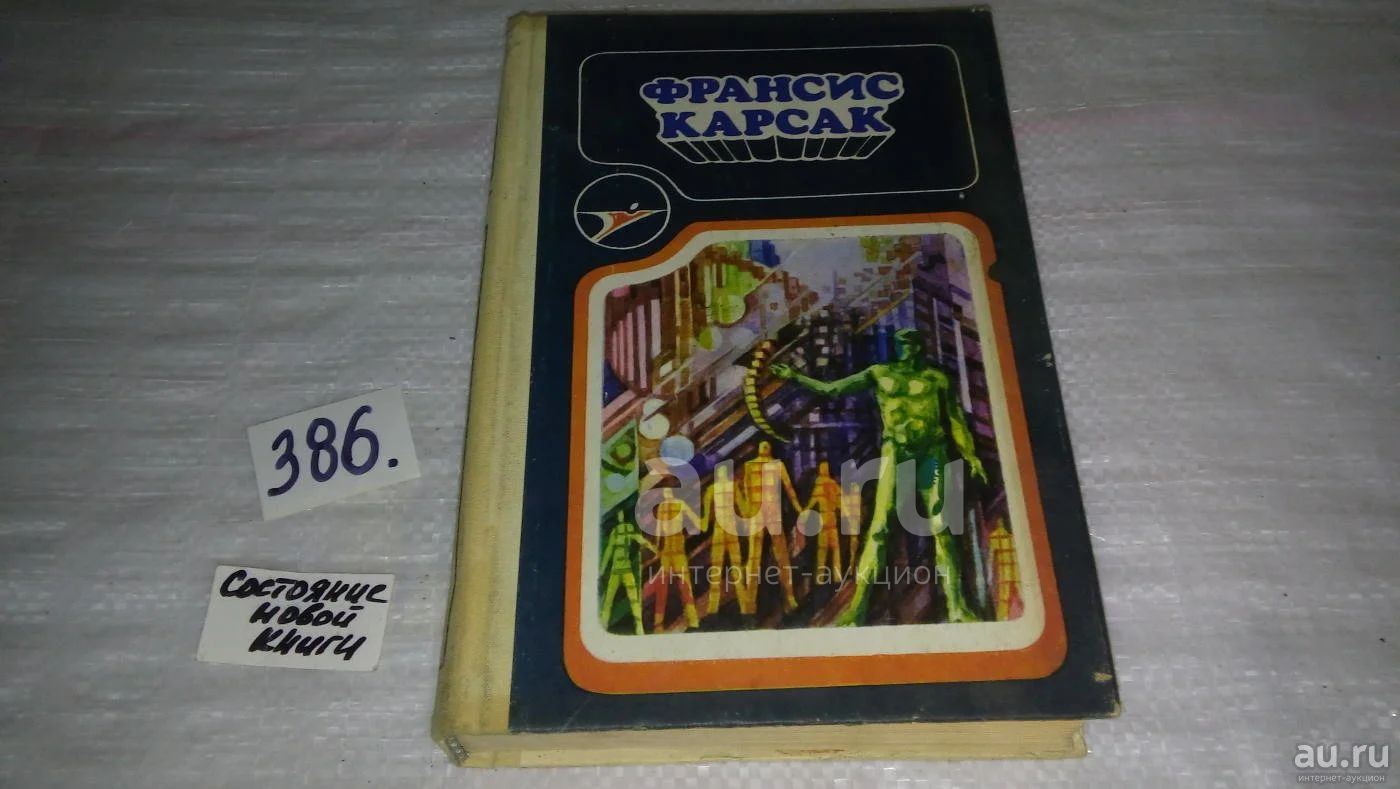 ФРАНСИС
КАРСАК
386.
Состояние
новой
книги
au.ru
интернет-аукцион
au.ru
интернет-аукцион